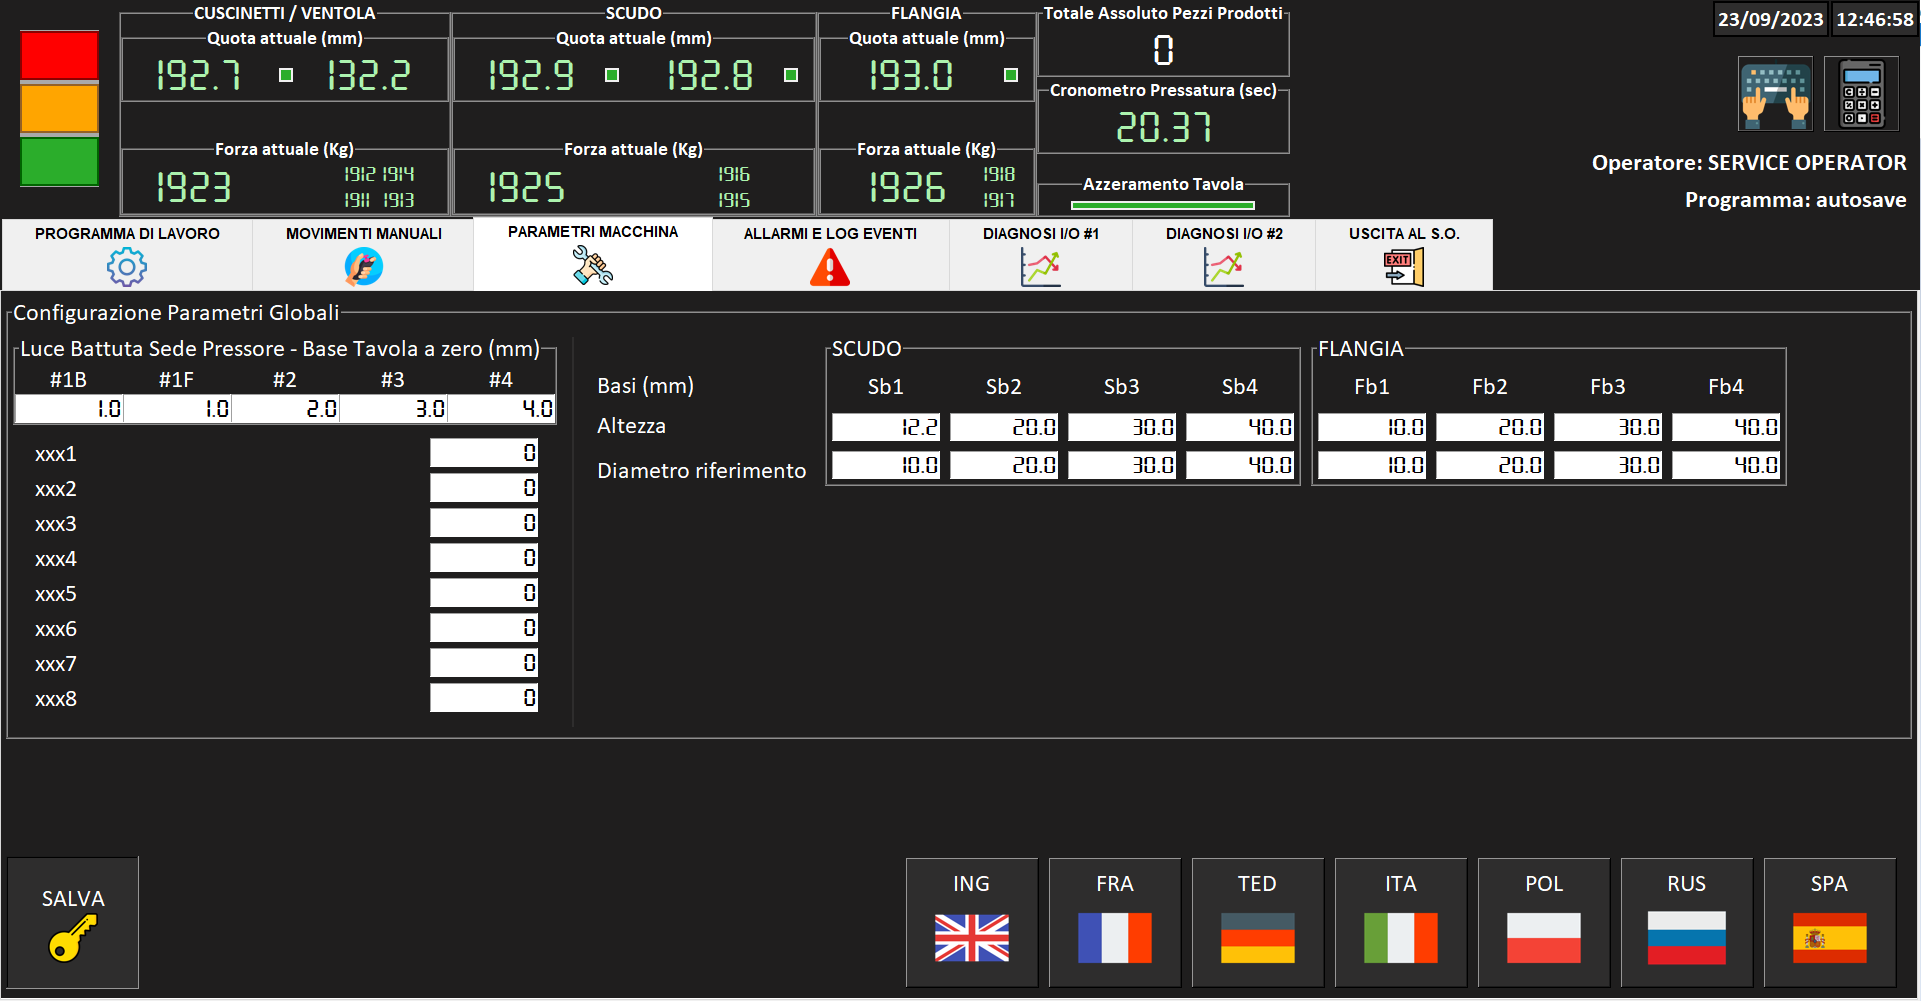 CUSCINETTI / VENTOLA SCUDO FLANGIA Totale Assoluto Pezzi Prodotti 23/09/2023 12:46:58
Quota attuale (mm) Quota attuale (mm) Quota attuale (mm)
192.7 132.2 192.9 192.8 193.0 0
Cronometro Pressatura (sec)
20.37
Forza attuale (Kg) Forza attuale (Kg) Forza attuale (Kg)
Operatore: SERVICE OPERATOR
1923 1912 1914 1925 1916 1926 1918
1911 1913 1915 1917
Azzeramento Tavola
Programma: autosave
PROGRAMMA DI LAVORO MOVIMENTI MANUALI PARAMETRI MACCHINA ALLARMI E LOG EVENTI DIAGNOSI I/O #1 DIAGNOSI I/O #2 USCITA AL S.O.
EXIT
Configurazione Parametri Globali
Luce Battuta Sede Pressore - Base Tavola a zero (mm)
#1B #1F #2 #3 #4
1.0 1.0 2.0 3.0 4.0
xxx1 0
xxx2 0
xxx3 0
xxx4 0
xxx5 0
xxx6 0
xxx7 0
xxx8 0
SCUDO FLANGIA
Basi (mm) Sb1 Sb2 Sb3 Sb4 Fb1 Fb2 Fb3 Fb4
Altezza 12.2 20.0 30.0 40.0 10.0 20.0 30.0 40.0
Diametro riferimento 10.0 20.0 30.0 40.0 10.0 20.0 30.0 40.0
SALVA ING FRA TED ITA POL RUS SPA